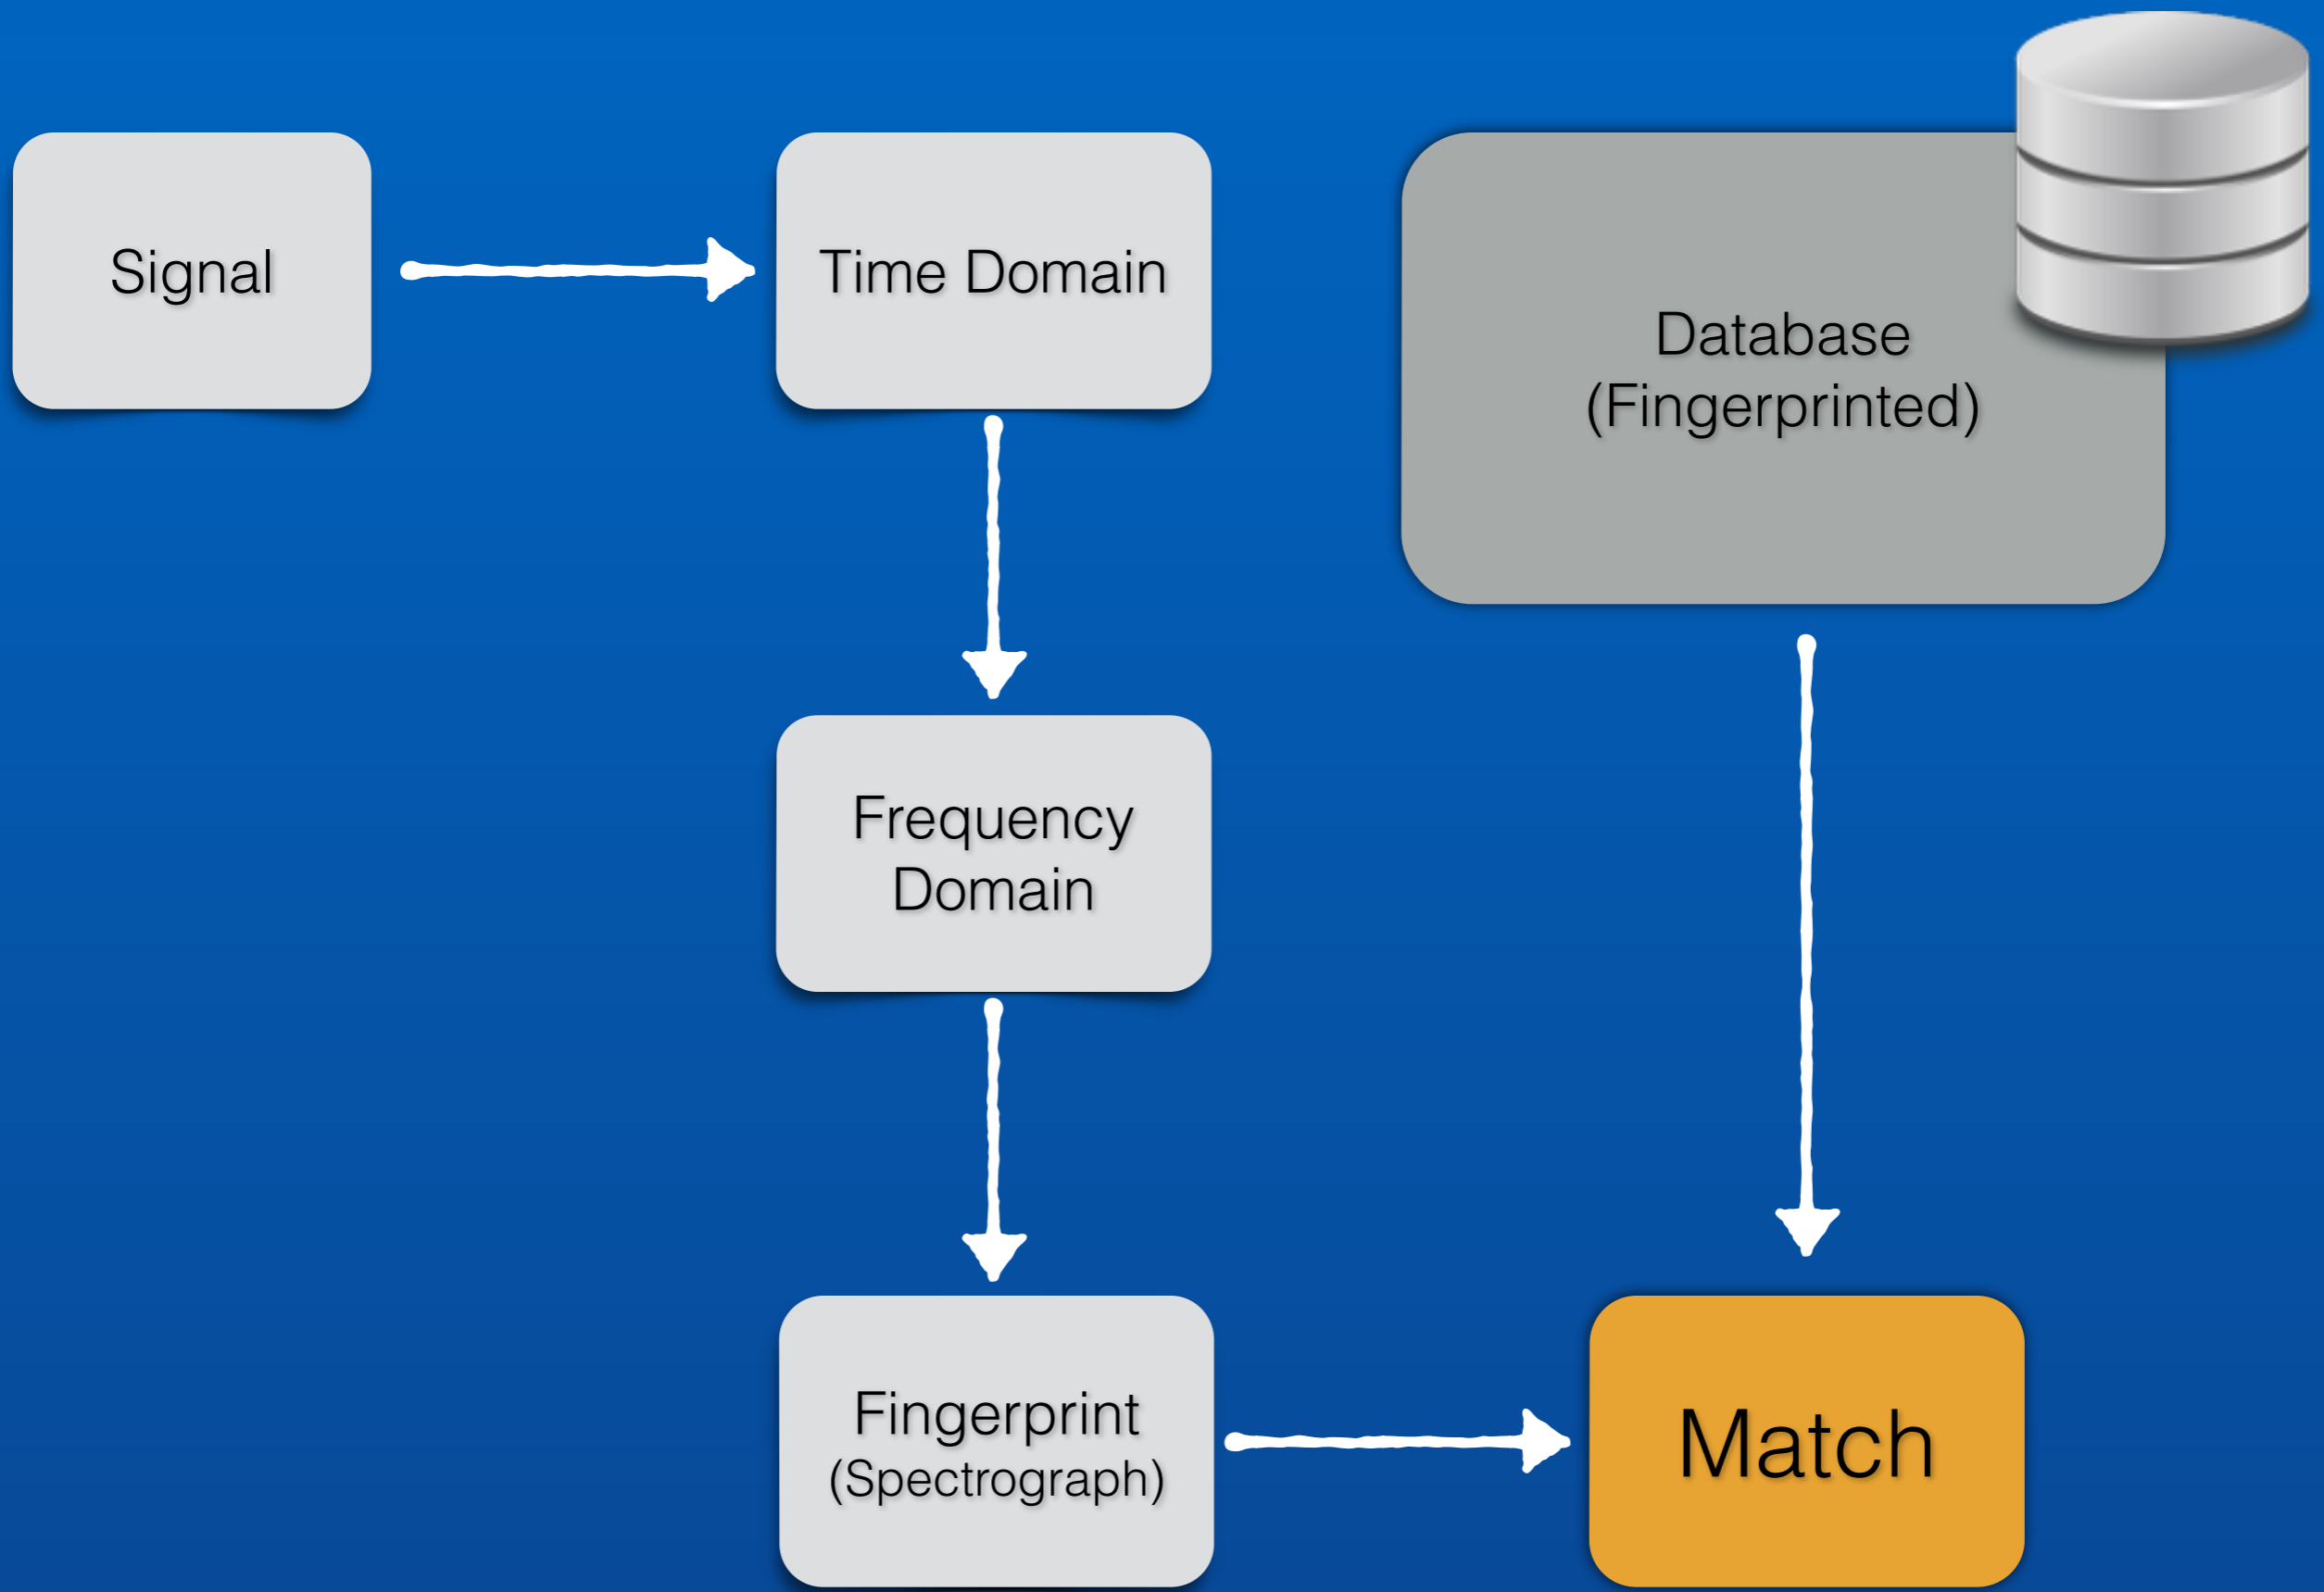 Signal
Time Domain
Database
(Fingerprinted)
Frequency
Domain
Fingerprint
(Spectrograph)
Match